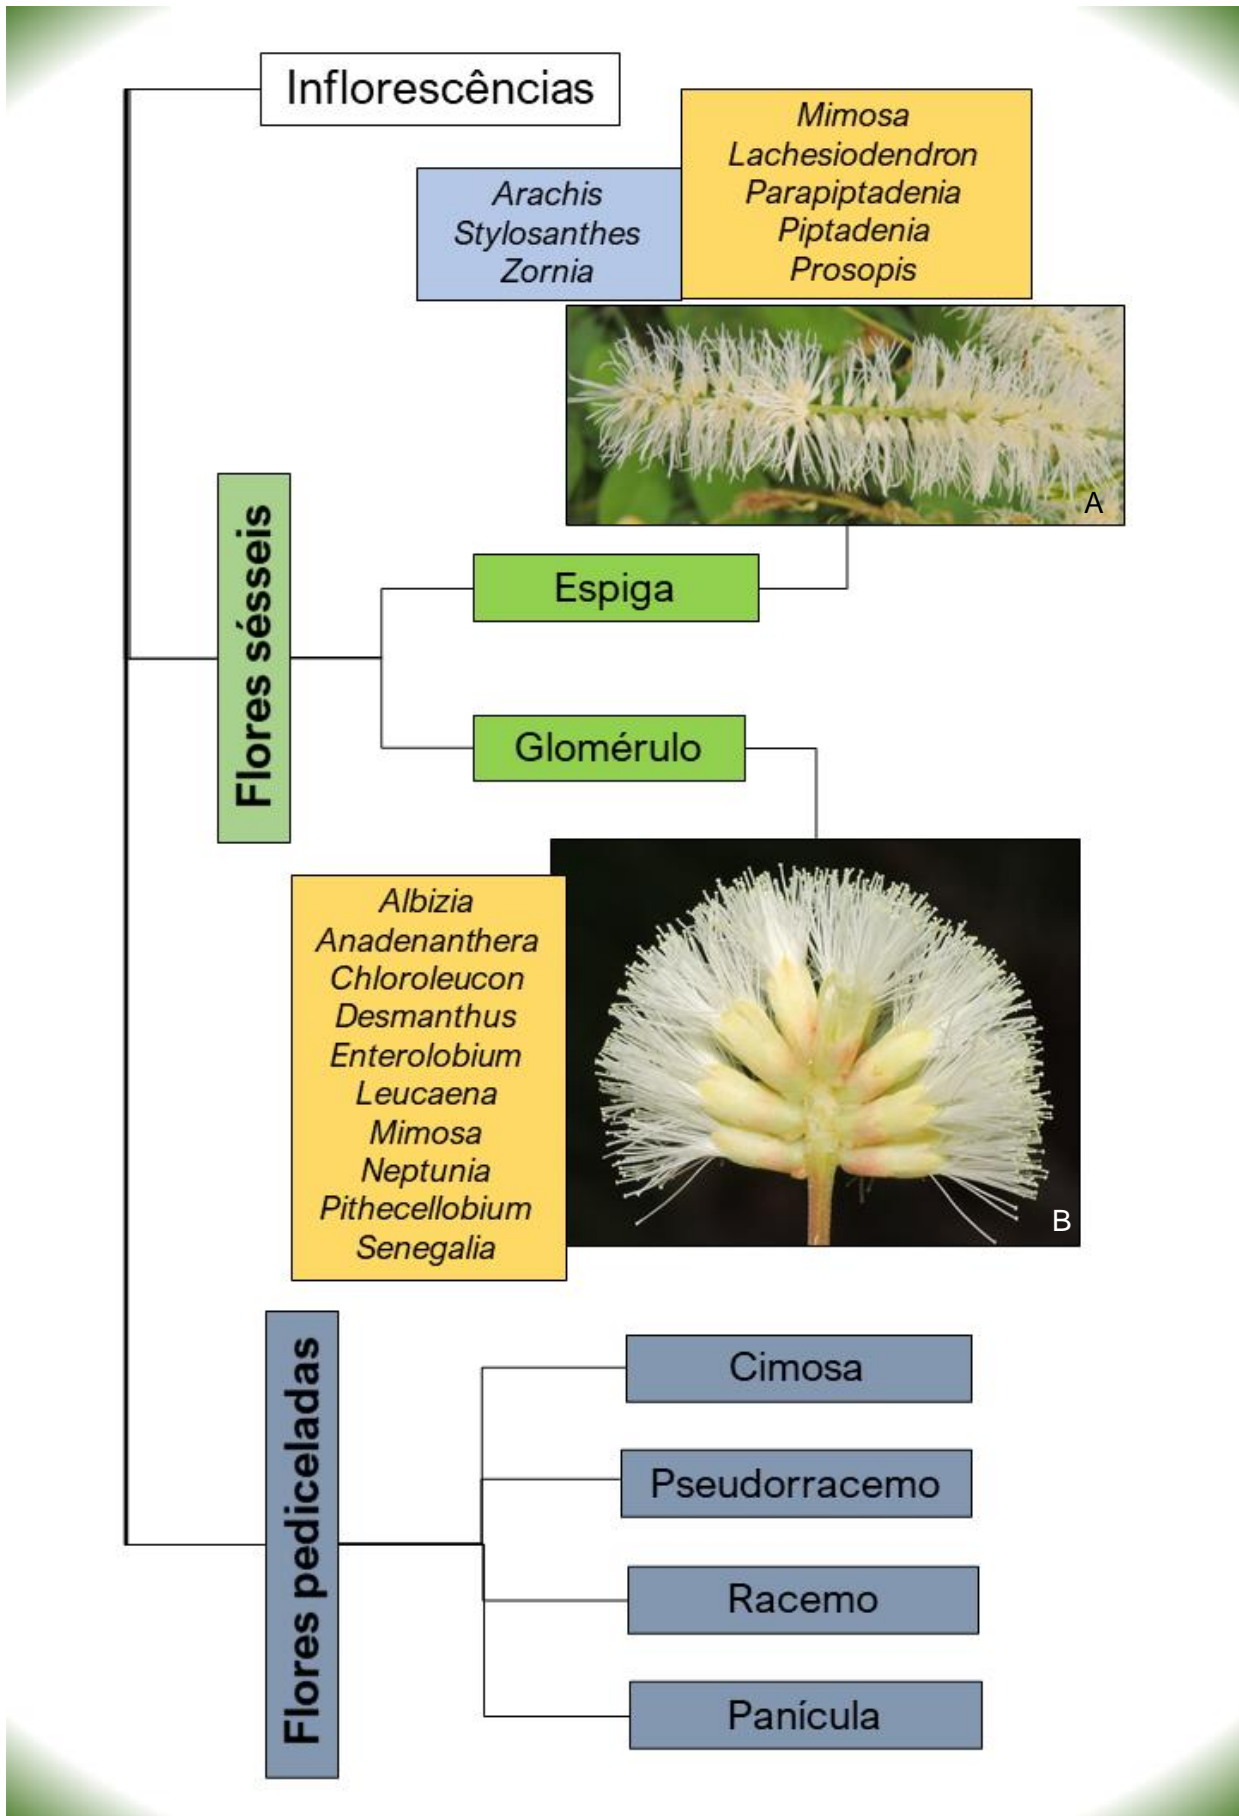 Inflorescências
Mimosa
Lachesiodendron
Parapiptadenia
Piptadenia
Prosopis
Arachis
Stylosanthes
Zornia
A
Flores sésseis
Espiga
Glomérulo
Albizia
Anadenanthera
Chloroleucon
Desmanthus
Enterolobium
Leucaena
Mimosa
Neptunia
Pithecellobium
Senegalia
B
Flores pediceladas
Cimosa
Pseudorracemo
Racemo
Panícula